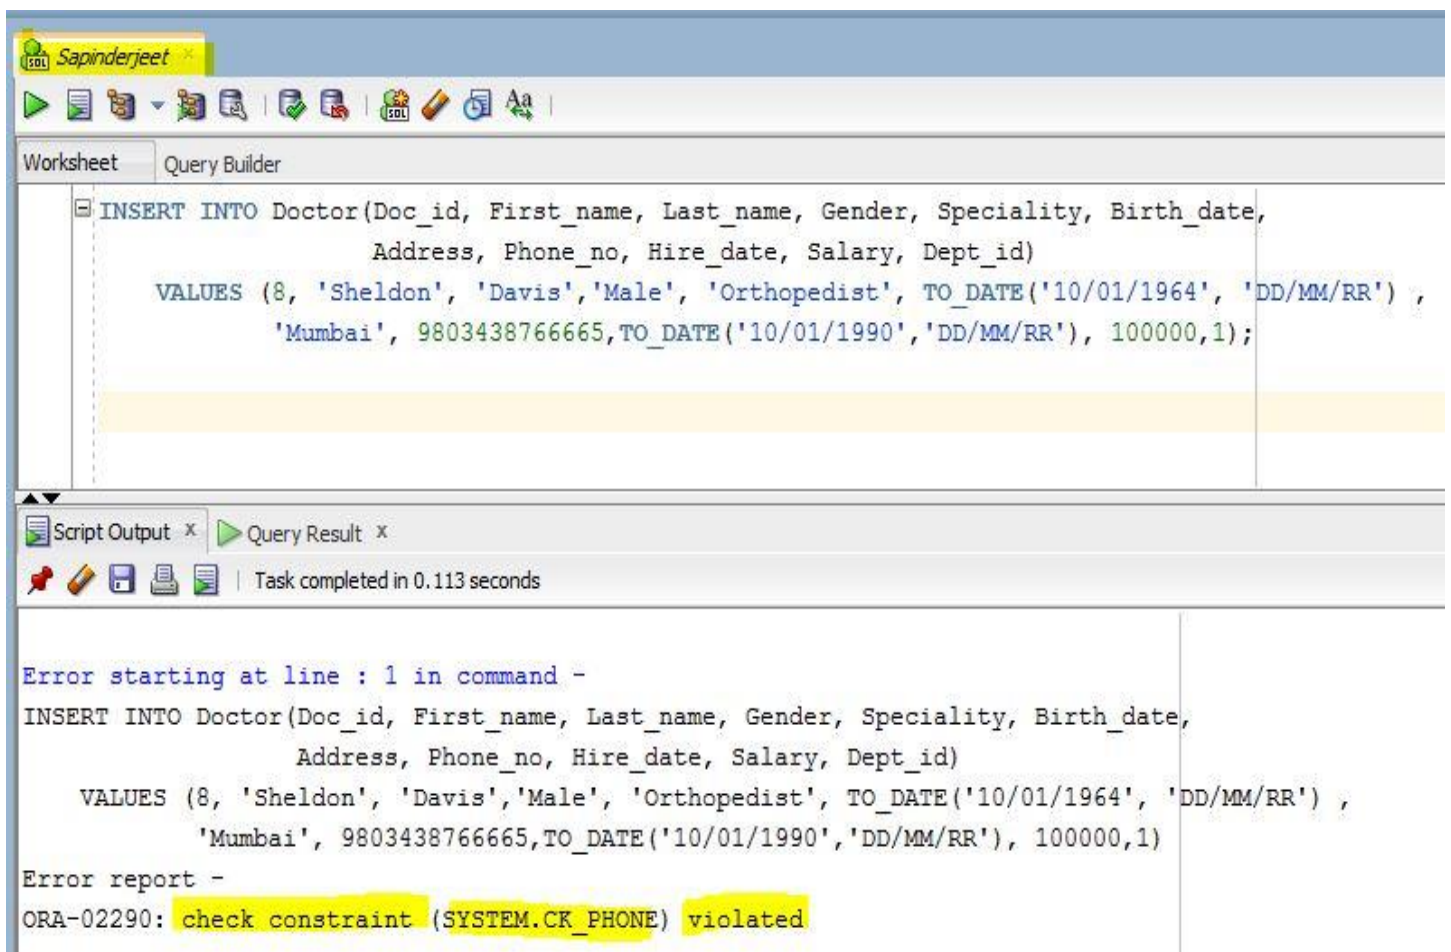 Sapinderjeet
Worksheet Query Builder
INSERT INTO Doctor(Doc_id, First_name, Last_name, Gender, Speciality, Birth_date,
Address, Phone_no, Hire_date, Salary, Dept_id)
VALUES (8, 'Sheldon', 'Davis','Male', 'Orthopedist', TO_DATE('10/01/1964', 'DD/MM/RR') ,
'Mumbai', 9803438766665,TO_DATE('10/01/1990','DD/MM/RR'), 100000,1);
Script Output x Query Result x
Task completed in 0.113 seconds
Error starting at line : 1 in command -
INSERT INTO Doctor(Doc_id, First_name, Last_name, Gender, Speciality, Birth_date,
Address, Phone_no, Hire_date, Salary, Dept_id)
VALUES (8, 'Sheldon', 'Davis','Male', 'Orthopedist', TO_DATE('10/01/1964', 'DD/MM/RR') ,
'Mumbai', 9803438766665,TO_DATE('10/01/1990','DD/MM/RR'), 100000,1)
Error report -
ORA-02290: check constraint (SYSTEM.CK_PHONE) violated